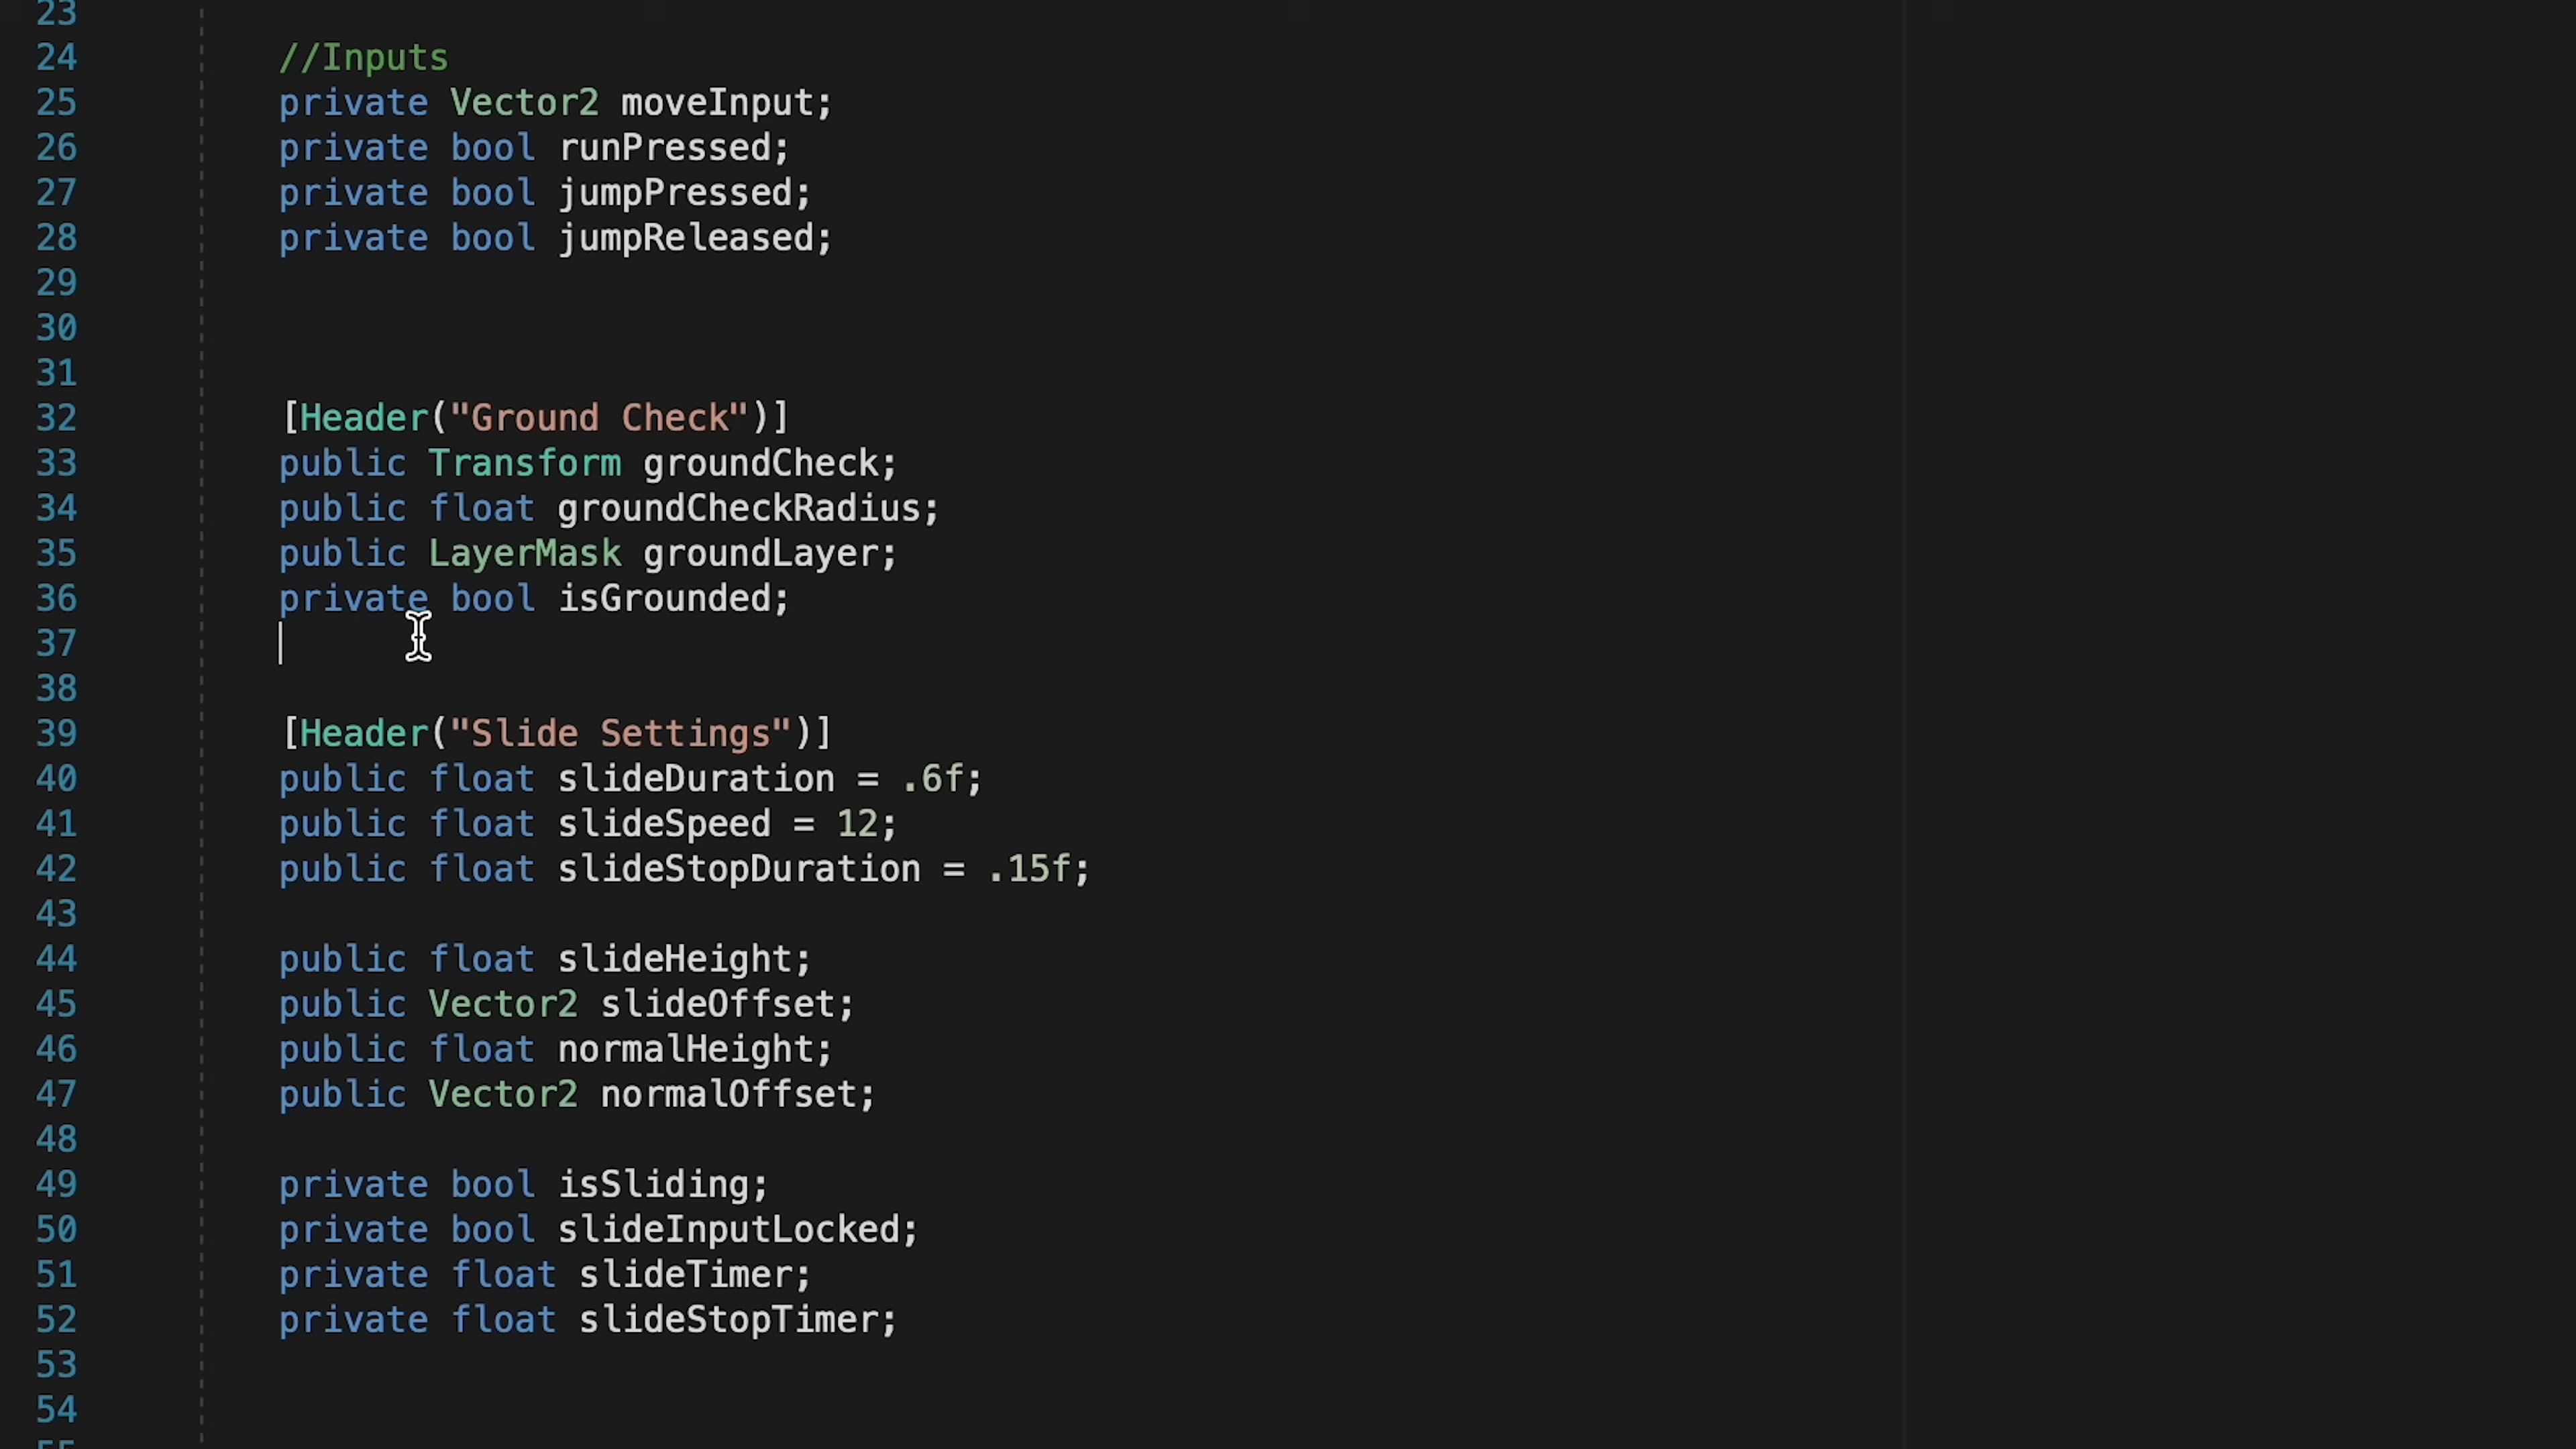 23
24 //Inputs
25 private Vector2 moveInput;
26 private bool runPressed;
27 private bool jumpPressed;
28 private bool jumpReleased;
29
30
31
32 [Header("Ground Check")]
33 public Transform groundCheck;
34 public float groundCheckRadius;
35 public LayerMask groundLayer;
36 private bool isGrounded;
37
38
39 [Header("Slide Settings")]
40 public float slideDuration = .6f;
41 public float slideSpeed = 12;
42 public float slideStopDuration = .15f;
43
44 public float slideHeight;
45 public Vector2 slideOffset;
46 public float normalHeight;
47 public Vector2 normalOffset;
48
49 private bool isSliding;
50 private bool slideInputLocked;
51 private float slideTimer;
52 private float slideStopTimer;
53
54
55